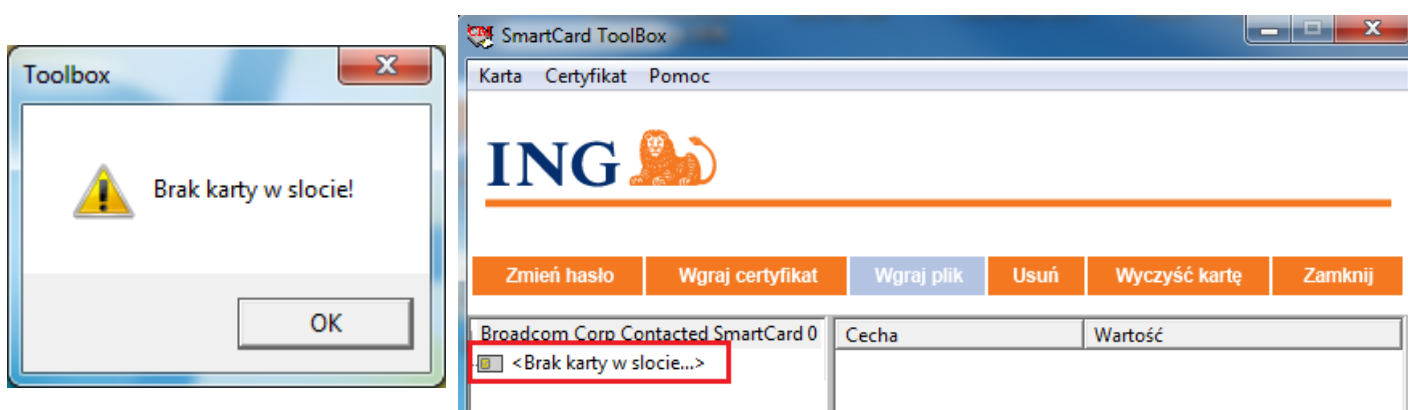 Toolbox
Brak karty w slocie!
OK
SmartCard ToolBox
Karta Certyfikat Pomoc
ING
Zmień hasło Wgraj certyfikat Wgraj plik Usuń Wyczyść kartę Zamknij
Broadcom Corp Contacted SmartCard 0 Cecha Wartość
<Brak karty w slocie...>